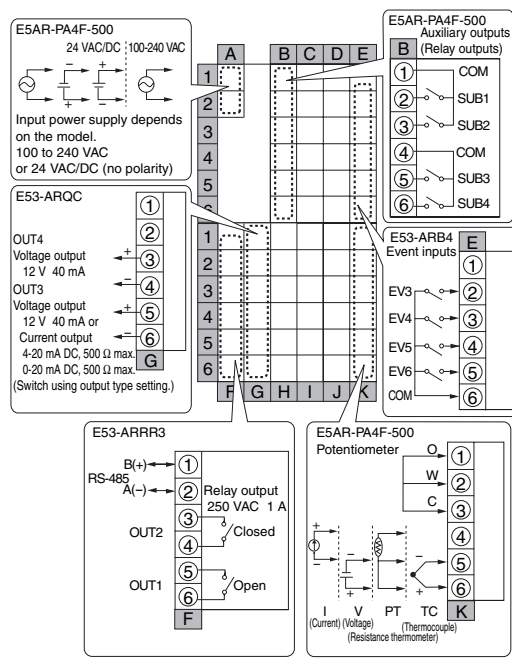 E5AR-PA4F-500
24 VAC/DC 100-240 VAC
Input power supply depends
on the model.
100 to 240 VAC
or 24 VAC/DC (no polarity)
A B C D E
1
2
3
4
5
6
1
2
3
4
5
6
F G H I J K
E5AR-PA4F-500
Auxiliary outputs
(Relay outputs)
B
1 COM
2 SUB1
3 SUB2
4 COM
5 SUB3
6 SUB4
E53-ARQC
1
2
3
4
5
6
G
OUT4
Voltage output
12 V 40 mA
OUT3
Voltage output
12 V 40 mA or
Current output
4-20 mA DC, 500 Ω max.
0-20 mA DC, 500 Ω max.
(Switch using output type setting.)
+
−
+
−
E53-ARB4
Event inputs
E
1
EV3 2
EV4 3
EV5 4
EV6 5
COM 6
E53-ARRR3
B(+) 1
RS-485
A(−) 2
Relay output
250 VAC 1 A
OUT2
3
4
Closed
OUT1
5
6
Open
F
E5AR-PA4F-500
Potentiometer
O 1
W 2
C 3
4
5
6
K
I V PT TC
(Current) (Voltage) (Thermocouple)
(Resistance thermometer)